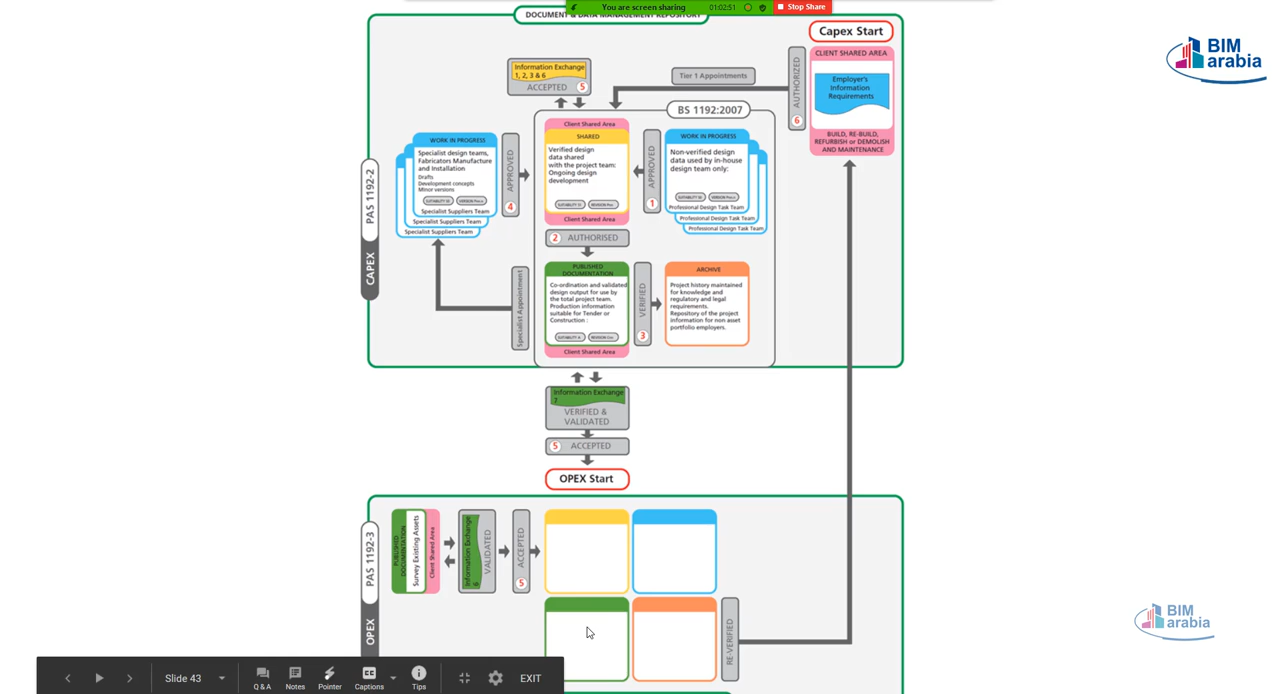 You are screen sharing
01:02:51
Stop Share
DOCUMENT & DATA MANAGEMENT REPOSITORY
Capex Start
BIM
arabia
CLIENT SHARED AREA
Employer's
Information
Requirements
BUILD, RE-BUILD,
REFURBISH or DEMOLISH
AND MAINTENANCE
AUTHORIZED
6
Tier 1 Appointments
Information Exchange
1, 2, 3 & 6
ACCEPTED
5
BS 1192:2007
PAS 1192-2
CAPEX
WORK IN PROGRESS
Specialist design teams,
Fabricators Manufacture
and Installation
Drafts
Development concepts
Minor versions
Specialist Suppliers Team
Specialist Suppliers Team
Specialist Suppliers Team
APPROVED
4
Client Shared Area
SHARED
Verified design
data shared
with the project team:
Ongoing design
development
Client Shared Area
APPROVED
1
WORK IN PROGRESS
Non-verified design
data used by in-house
design team only:
Professional Design Task Team
Professional Design Task Team
Professional Design Task Team
2
AUTHORISED
Specialist Appointment
PUBLISHED
DOCUMENTATION
Co-ordination and validated
design output for use by
the total project team.
Production information
suitable for Tender or
Construction :
Client Shared Area
VERIFIED
3
ARCHIVE
Project history maintained
for knowledge and
regulatory and legal
requirements.
Repository of the project
information for non asset
portfolio employers.
Information Exchange
VERIFIED &
VALIDATED
5
ACCEPTED
OPEX Start
PAS 1192-3
OPEX
PUBLISHED
DOCUMENTATION
Survey Existing Assets
Client Shared Area
Information Exchange
6
VALIDATED
ACCEPTED
5
RE-VERIFIED
BIM
arabia
Slide 43
Q & A
Notes
Pointer
Captions
Tips
EXIT